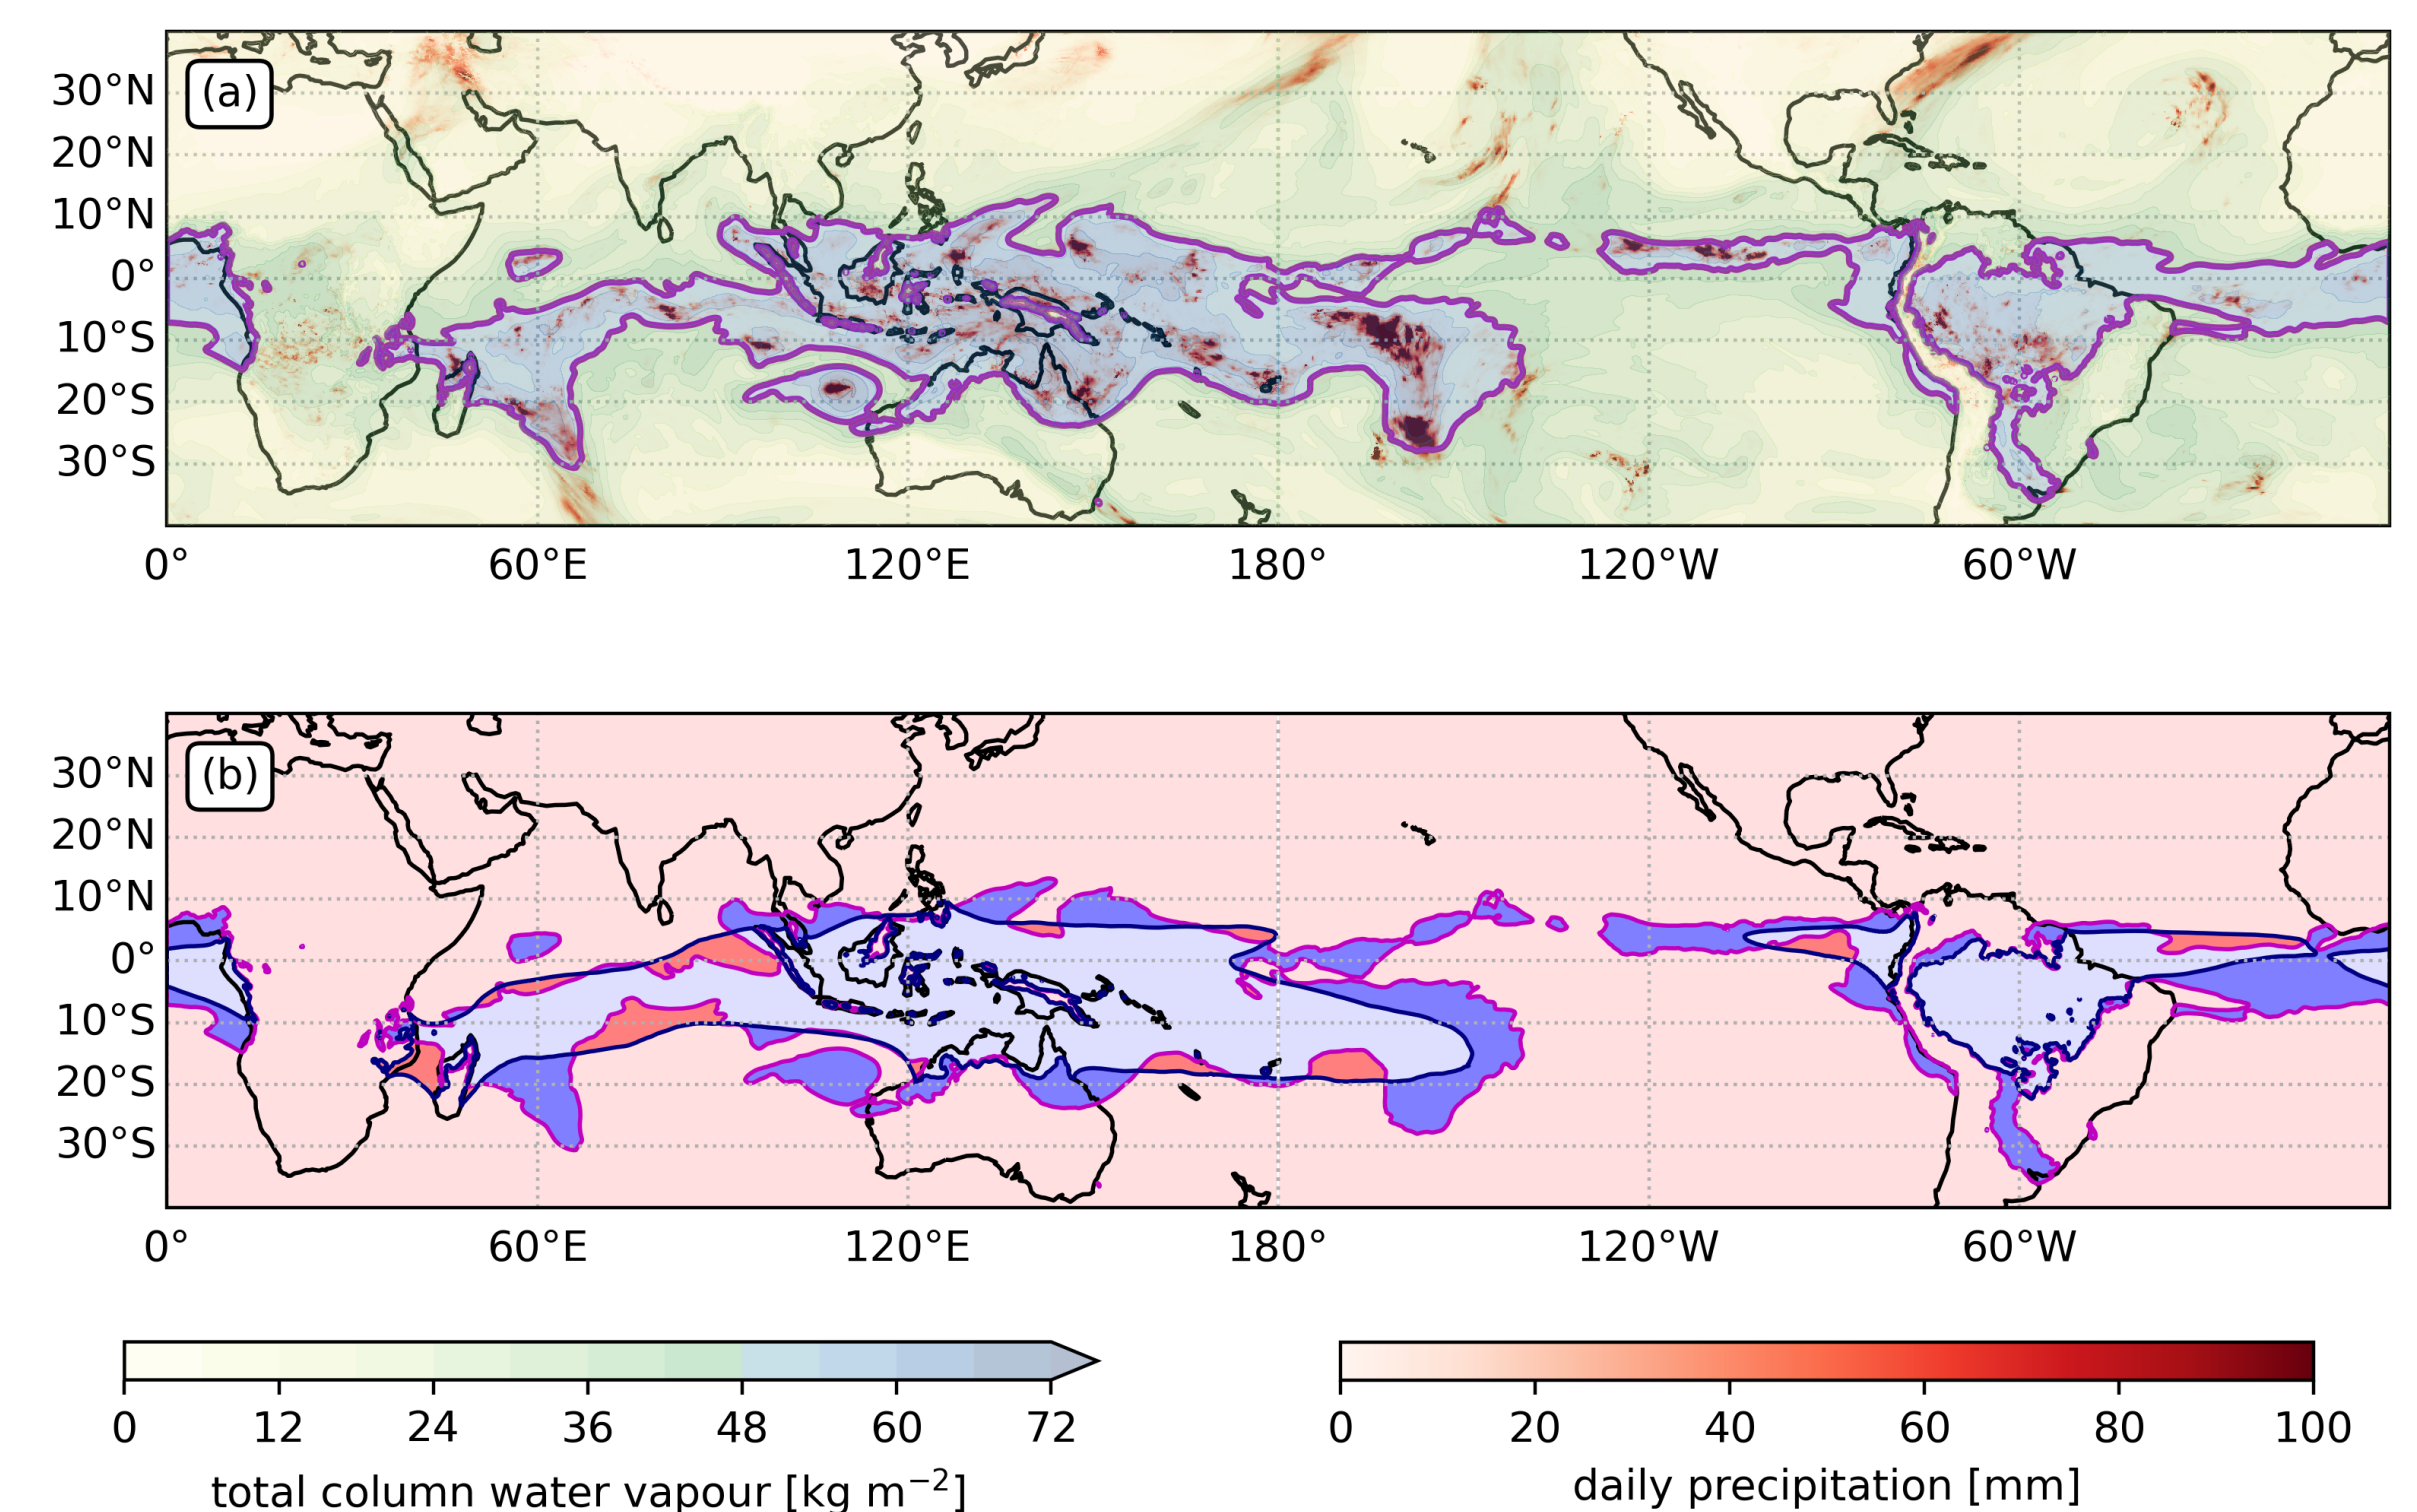 (a)
30°N
20°N
10°N
0°
10°S
20°S
30°S
0° 60°E 120°E 180° 120°W 60°W
(b)
30°N
20°N
10°N
0°
10°S
20°S
30°S
0° 60°E 120°E 180° 120°W 60°W
0 12 24 36 48 60 72
total column water vapour [kg m⁻²]
0 20 40 60 80 100
daily precipitation [mm]